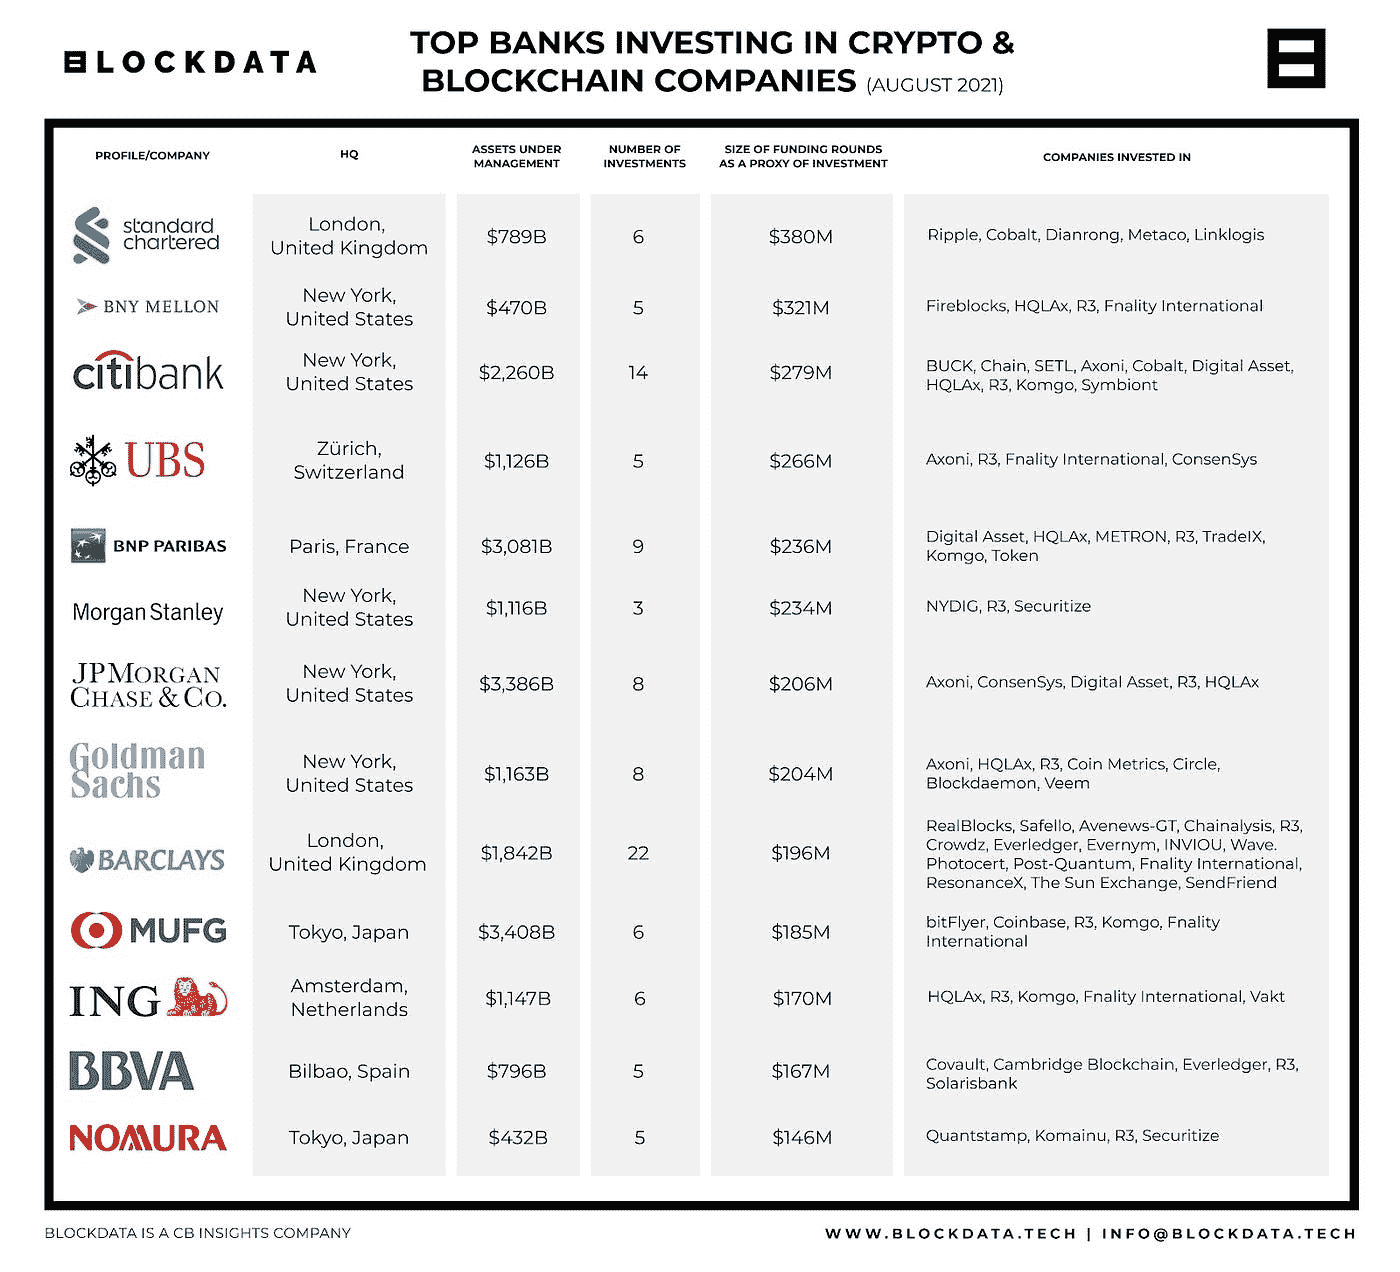 BLOCKDATA
TOP BANKS INVESTING IN CRYPTO &
BLOCKCHAIN COMPANIES (AUGUST 2021)
PROFILE/COMPANY
HQ
ASSETS UNDER
MANAGEMENT
NUMBER OF
INVESTMENTS
SIZE OF FUNDING ROUNDS
AS A PROXY OF INVESTMENT
COMPANIES INVESTED IN
standard
chartered
London,
United Kingdom
$789B
6
$380M
Ripple, Cobalt, Dianrong, Metaco, Linklogis
BNY MELLON
New York,
United States
$470B
5
$321M
Fireblocks, HQLAx, R3, Fnality International
citibank
New York,
United States
$2,260B
14
$279M
BUCK, Chain, SETL, Axoni, Cobalt, Digital Asset,
HQLAx, R3, Komgo, Symbiont
UBS
Zürich,
Switzerland
$1,126B
5
$266M
Axoni, R3, Fnality International, ConsenSys
BNP PARIBAS
Paris, France
$3,081B
9
$236M
Digital Asset, HQLAx, METRON, R3, TradeIX,
Komgo, Token
Morgan Stanley
New York,
United States
$1,116B
3
$234M
NYDIG, R3, Securitize
JPMORGAN
CHASE & CO.
New York,
United States
$3,386B
8
$206M
Axoni, ConsenSys, Digital Asset, R3, HQLAx
Goldman
Sachs
New York,
United States
$1,163B
8
$204M
Axoni, HQLAx, R3, Coin Metrics, Circle,
Blockdaemon, Veem
BARCLAYS
London,
United Kingdom
$1,842B
22
$196M
RealBlocks, Safello, Avenews-GT, Chainalysis, R3,
Crowdz, Everledger, Evernym, INVIOU, Wave.
Photocert, Post-Quantum, Fnality International,
ResonanceX, The Sun Exchange, SendFriend
MUFG
Tokyo, Japan
$3,408B
6
$185M
bitFlyer, Coinbase, R3, Komgo, Fnality
International
ING
Amsterdam,
Netherlands
$1,147B
6
$170M
HQLAx, R3, Komgo, Fnality International, Vakt
BBVA
Bilbao, Spain
$796B
5
$167M
Covault, Cambridge Blockchain, Everledger, R3,
Solarisbank
NOMURA
Tokyo, Japan
$432B
5
$146M
Quantstamp, Komainu, R3, Securitize
BLOCKDATA IS A CB INSIGHTS COMPANY
WWW.BLOCKDATA.TECH | INFO@BLOCKDATA.TECH